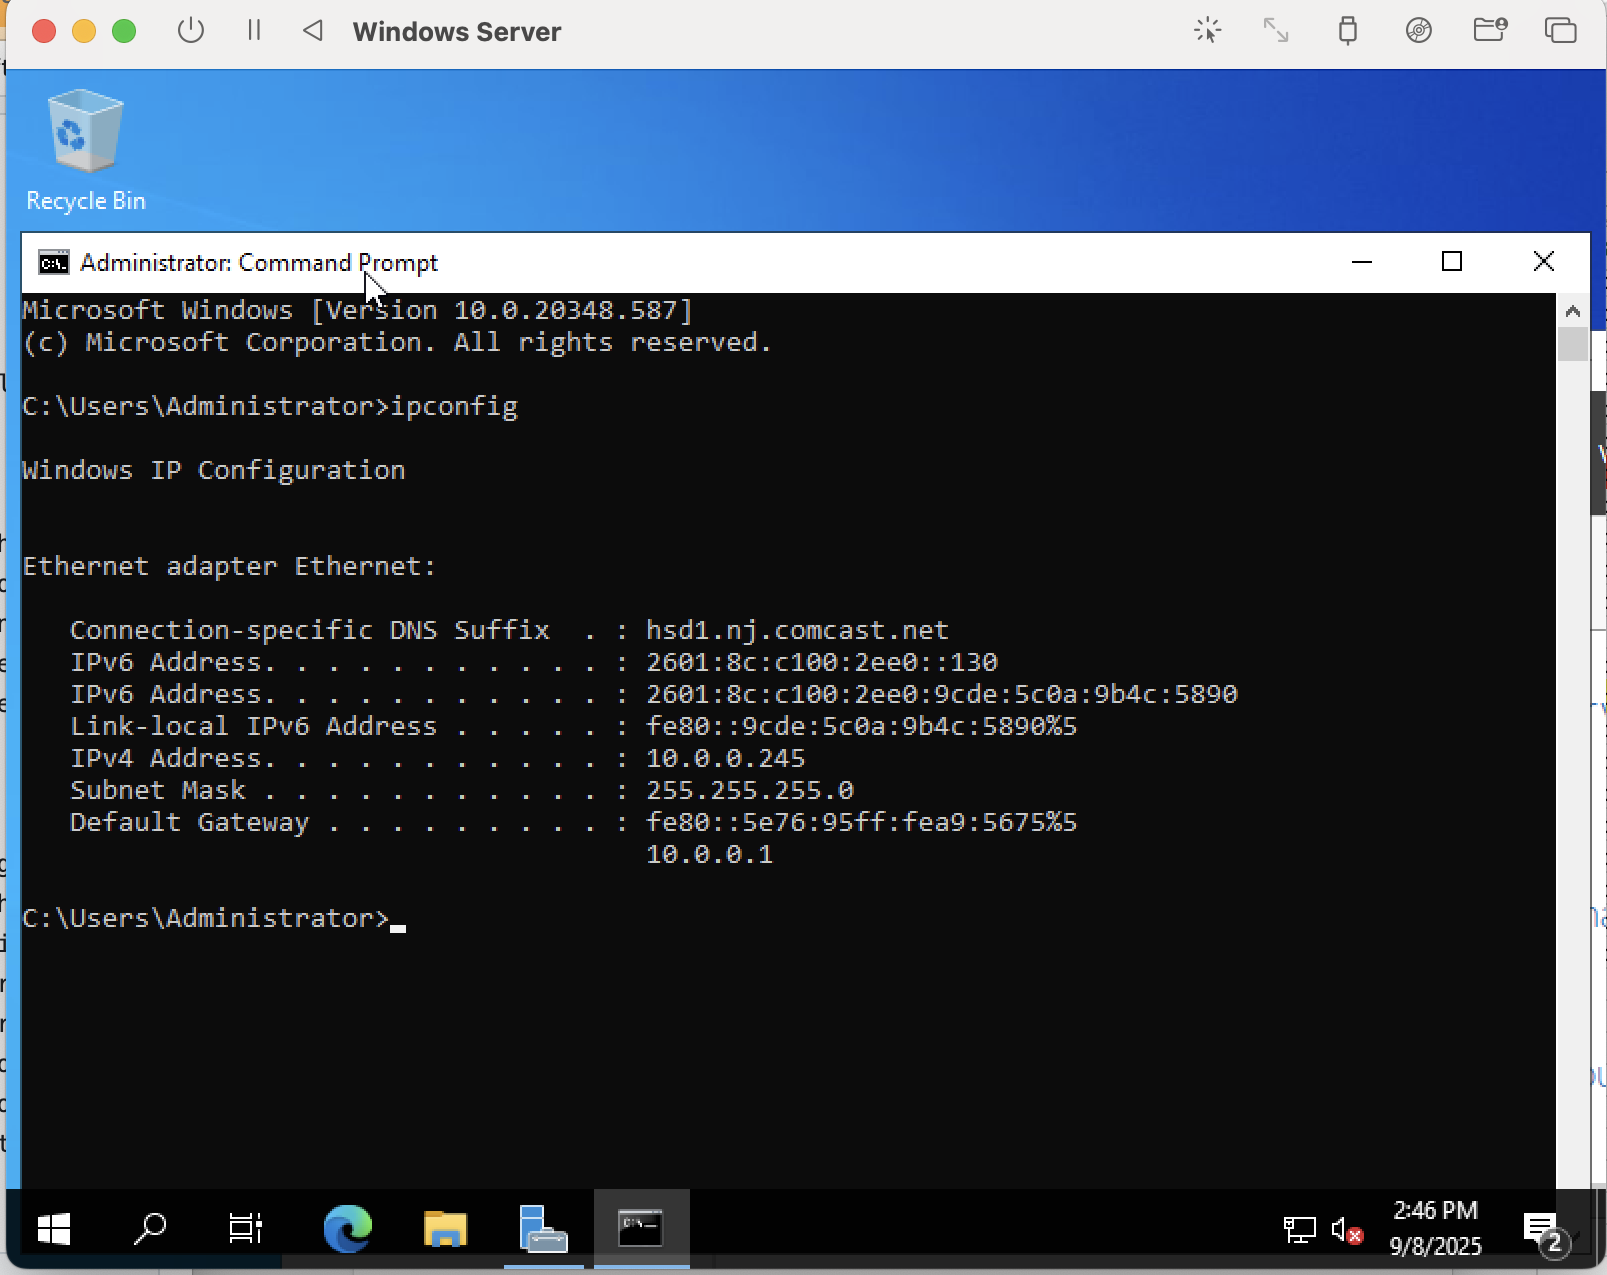 Windows Server
Recycle Bin
Administrator: Command Prompt
Microsoft Windows [Version 10.0.20348.587]
(c) Microsoft Corporation. All rights reserved.
C:\Users\Administrator>ipconfig
Windows IP Configuration
Ethernet adapter Ethernet:
Connection-specific DNS Suffix  . : hsd1.nj.comcast.net
IPv6 Address. . . . . . . . . . . : 2601:8c:c100:2ee0::130
IPv6 Address. . . . . . . . . . . : 2601:8c:c100:2ee0:9cde:5c0a:9b4c:5890
Link-local IPv6 Address . . . . . : fe80::9cde:5c0a:9b4c:5890%5
IPv4 Address. . . . . . . . . . . : 10.0.0.245
Subnet Mask . . . . . . . . . . . : 255.255.255.0
Default Gateway . . . . . . . . . : fe80::5e76:95ff:fea9:5675%5
10.0.0.1
C:\Users\Administrator>
2:46 PM
9/8/2025
2